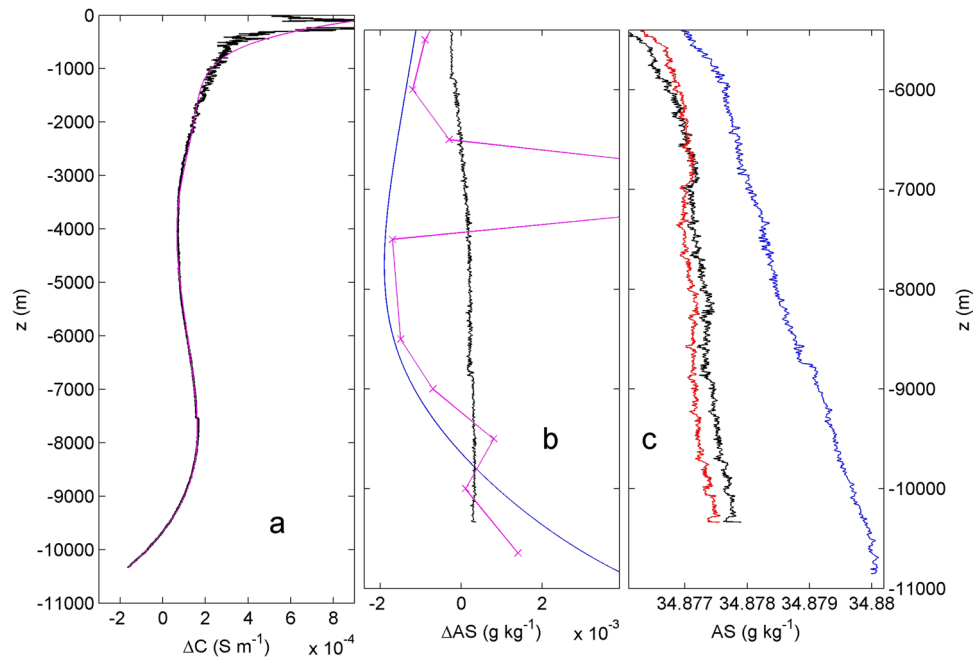 0
-1000
-2000
-3000
-4000
-5000
-6000
-7000
-8000
-9000
-10000
-11000
z (m)
a
-2 0 2 4 6 8
ΔC (S m⁻¹) x 10⁻⁴
b
-2 0 2
ΔAS (g kg⁻¹) x 10⁻³
c
34.877 34.878 34.879 34.88
AS (g kg⁻¹)
-6000
-7000
-8000
-9000
-10000
-11000
z (m)